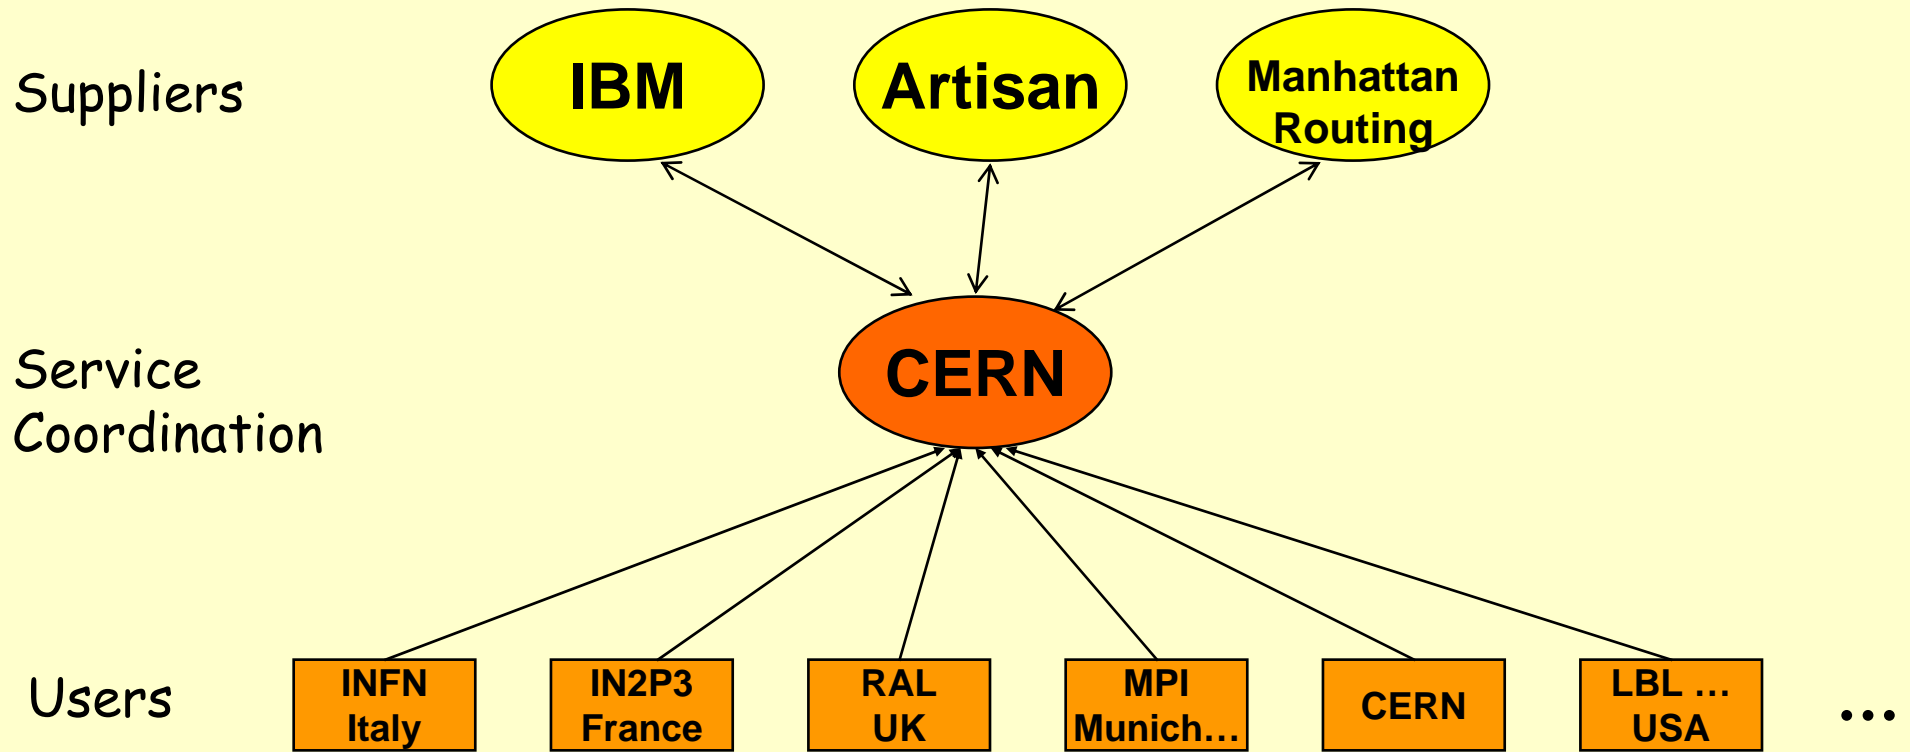 Suppliers
IBM
Artisan
Manhattan
Routing
Service
Coordination
CERN
Users
INFN
Italy
IN2P3
France
RAL
UK
MPI
Munich…
CERN
LBL …
USA
…